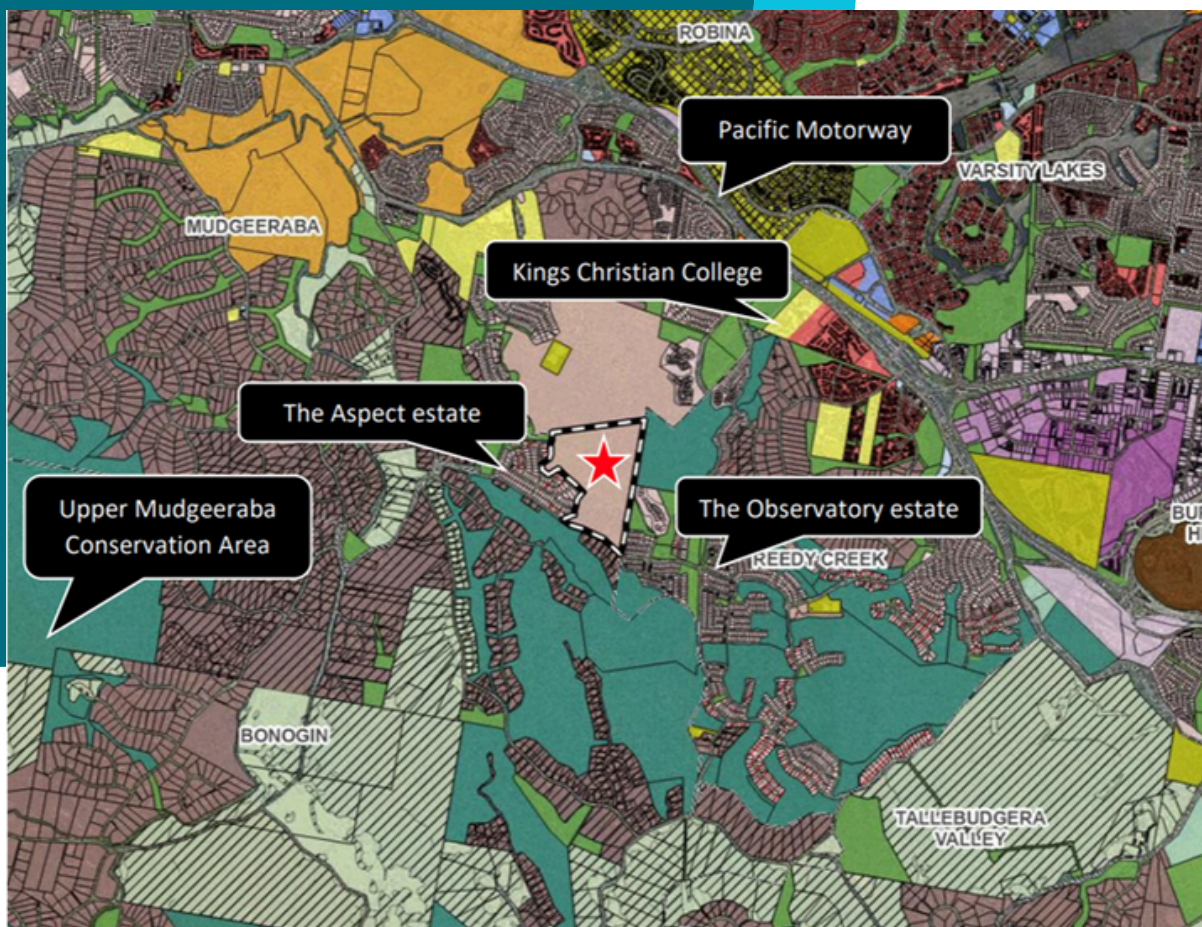 ROBINA
Pacific Motorway
VARSITY LAKES
MUDGEERABA
Kings Christian College
The Aspect estate
Upper Mudgeeraba
Conservation Area
The Observatory estate
REEDY CREEK
BONOGIN
TALLEBUDGERA
VALLEY